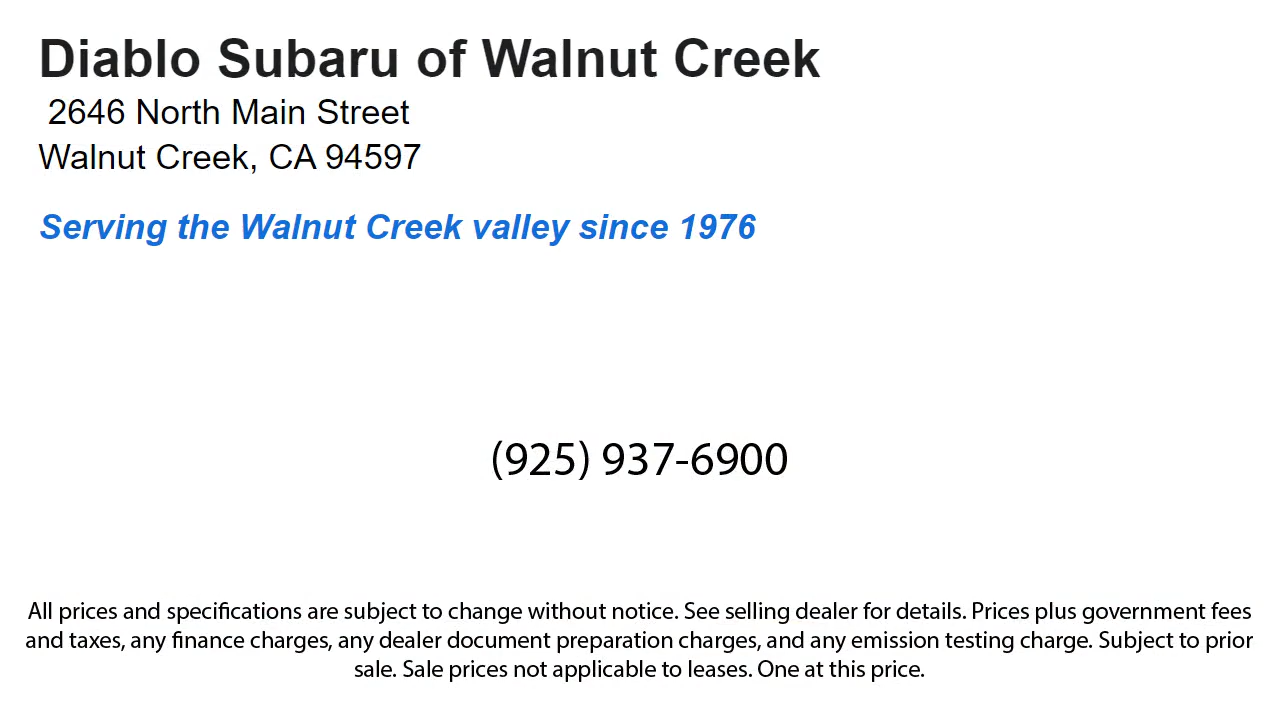 Diablo Subaru of Walnut Creek
2646 North Main Street
Walnut Creek, CA 94597
Serving the Walnut Creek valley since 1976
(925) 937-6900
All prices and specifications are subject to change without notice. See selling dealer for details. Prices plus government fees
and taxes, any finance charges, any dealer document preparation charges, and any emission testing charge. Subject to prior
sale. Sale prices not applicable to leases. One at this price.